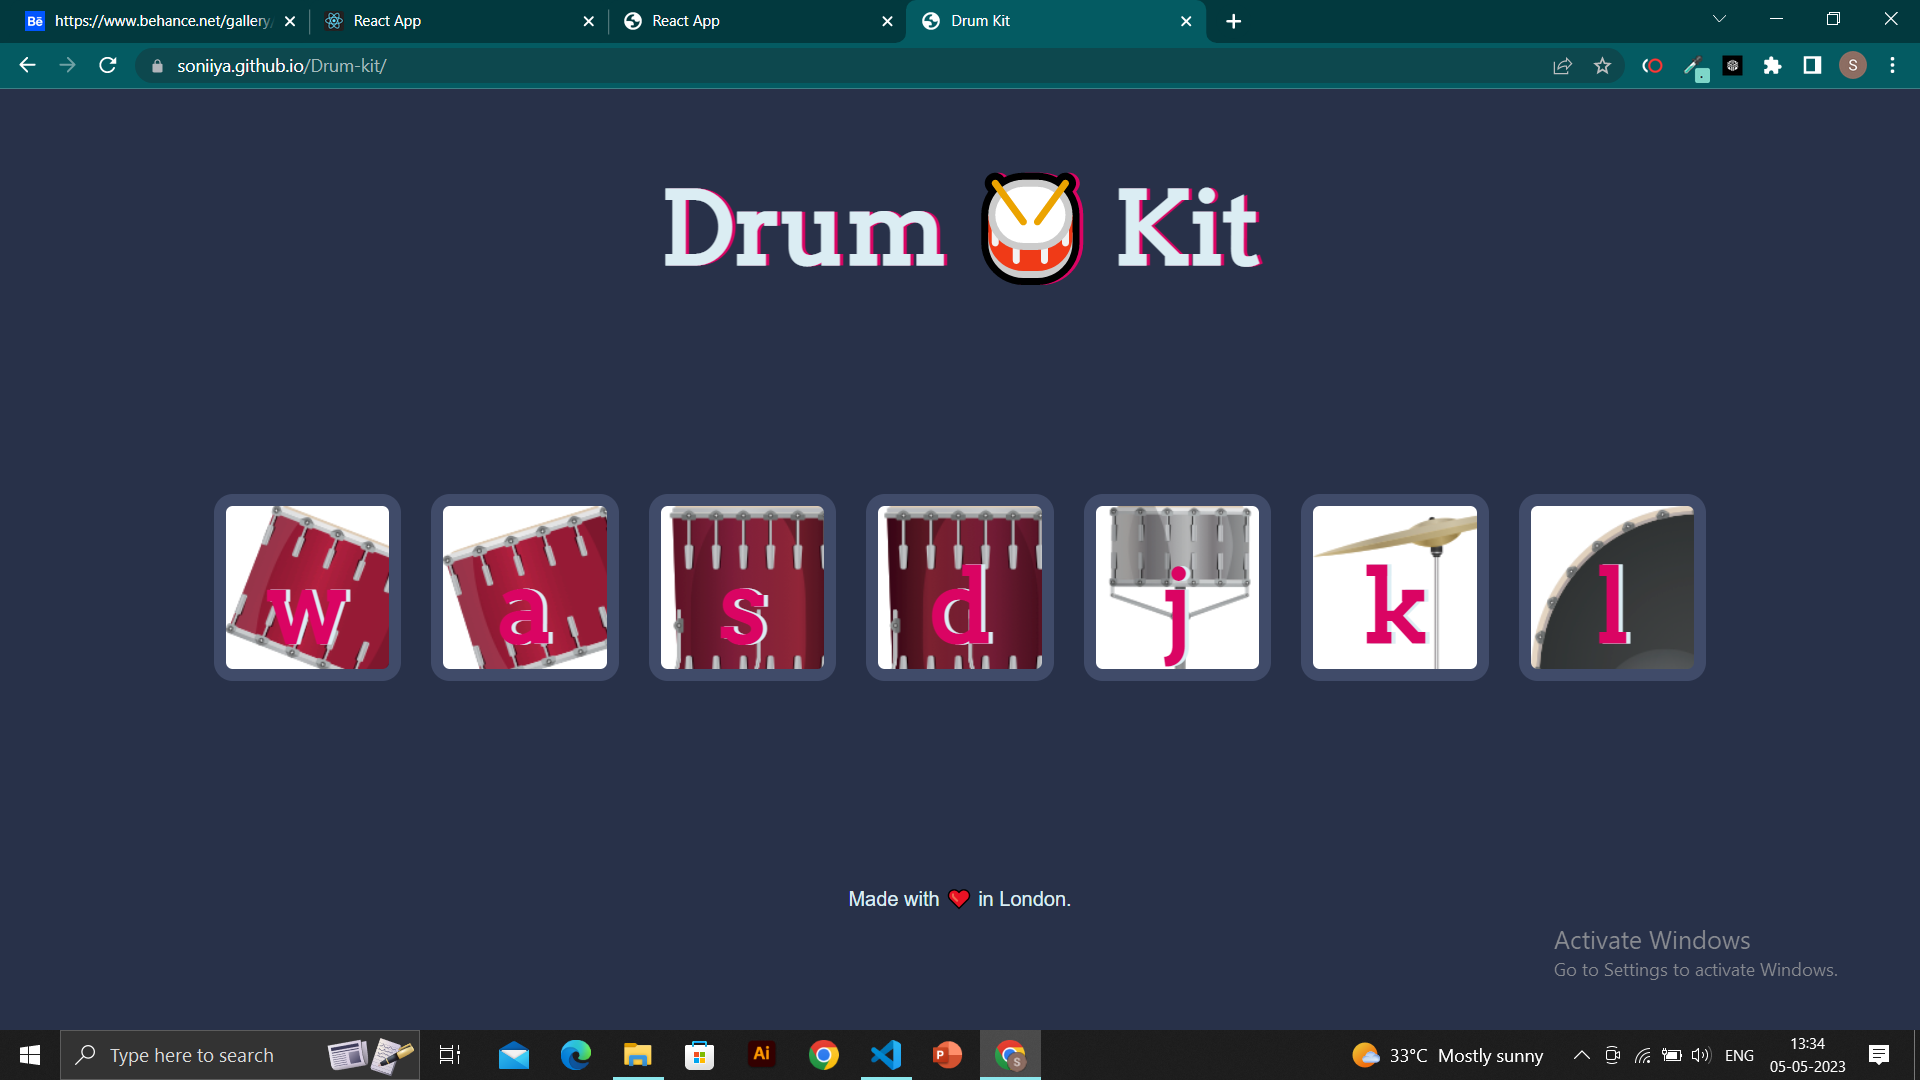 https://www.behance.net/gallery/
React App
React App
Drum Kit
soniiya.github.io/Drum-kit/
S
Drum 🥁 Kit
w a s d j k l
Made with ❤️ in London.
Activate Windows
Go to Settings to activate Windows.
Type here to search
33°C Mostly sunny
ENG
13:34
05-05-2023